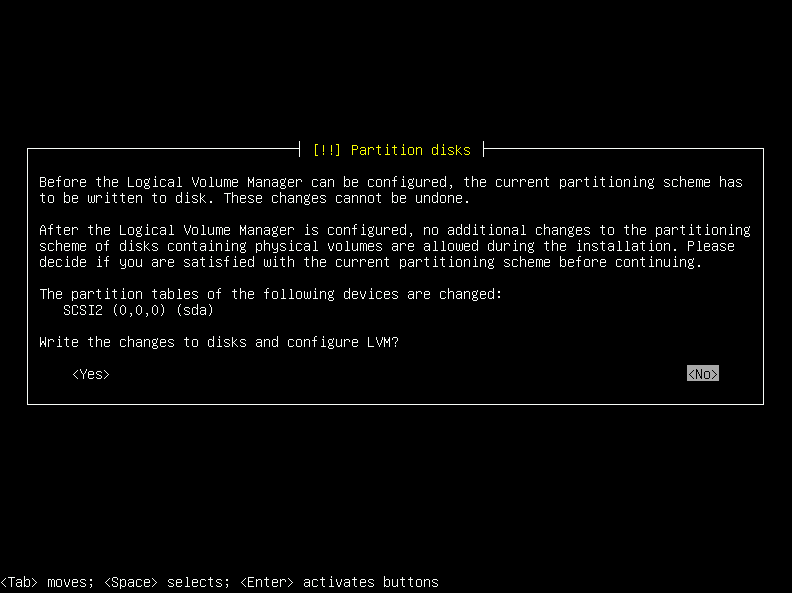 [!!] Partition disks
Before the Logical Volume Manager can be configured, the current partitioning scheme has
to be written to disk. These changes cannot be undone.
After the Logical Volume Manager is configured, no additional changes to the partitioning
scheme of disks containing physical volumes are allowed during the installation. Please
decide if you are satisfied with the current partitioning scheme before continuing.
The partition tables of the following devices are changed:
SCSI2 (0,0,0) (sda)
Write the changes to disks and configure LVM?
<Yes> <No>
<Tab> moves; <Space> selects; <Enter> activates buttons